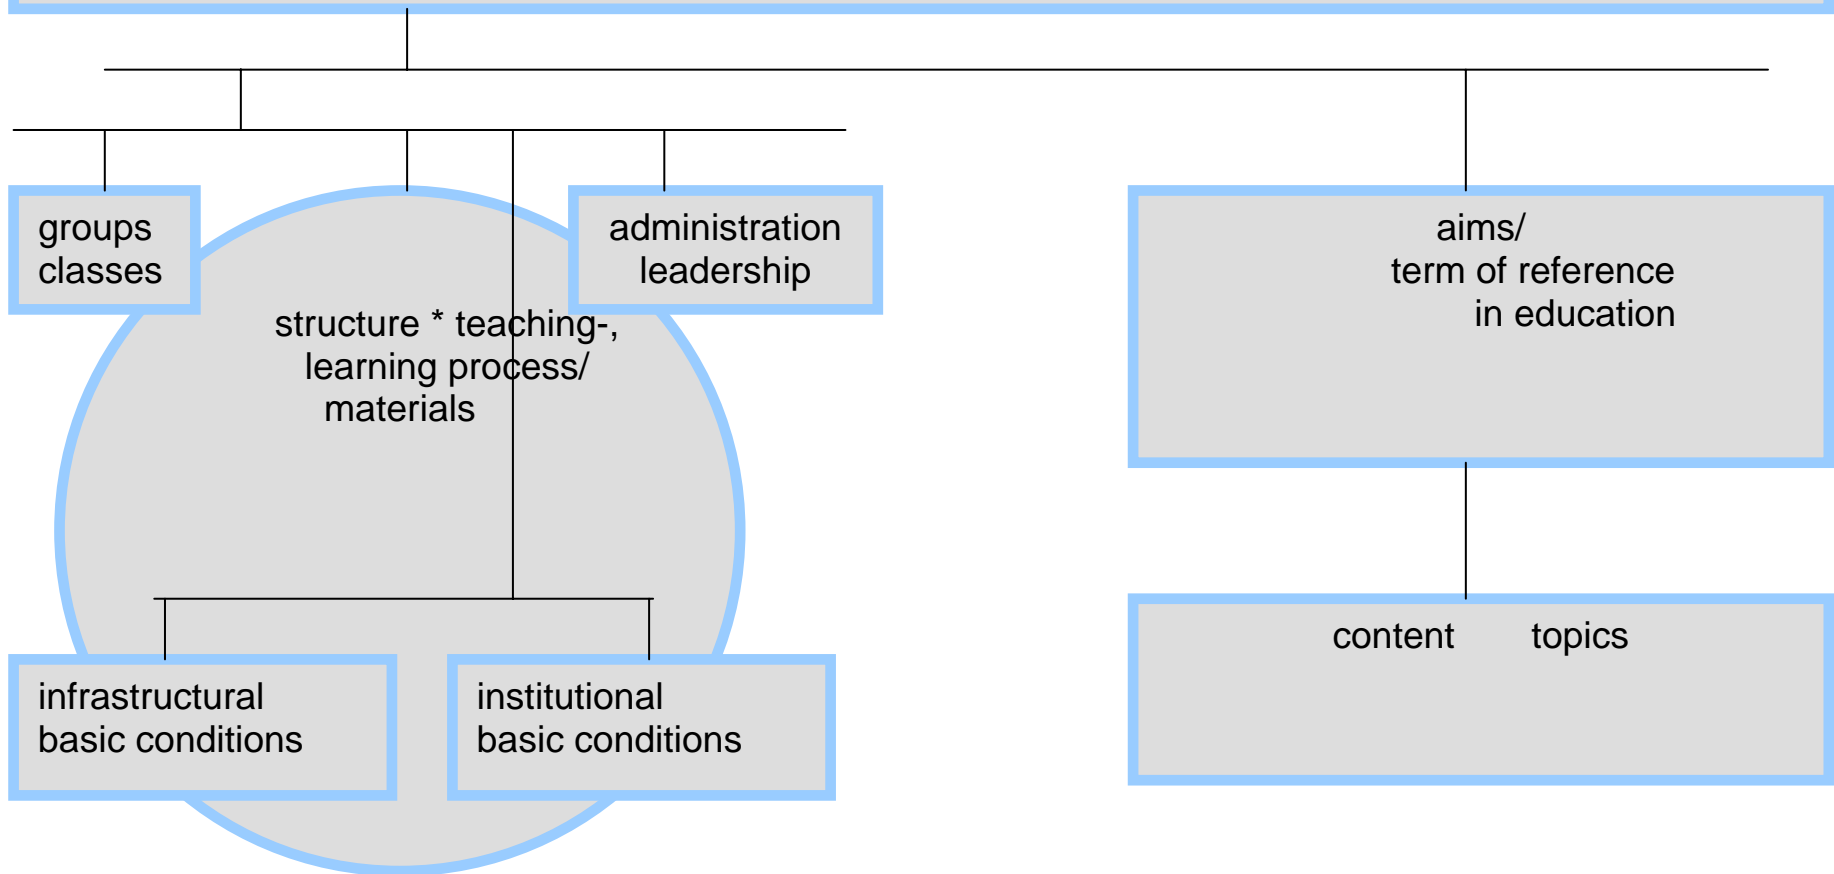 groups
classes
administration
leadership
structure * teaching-,
learning process/
materials
aims/
term of reference
in education
infrastructural
basic conditions
institutional
basic conditions
content topics